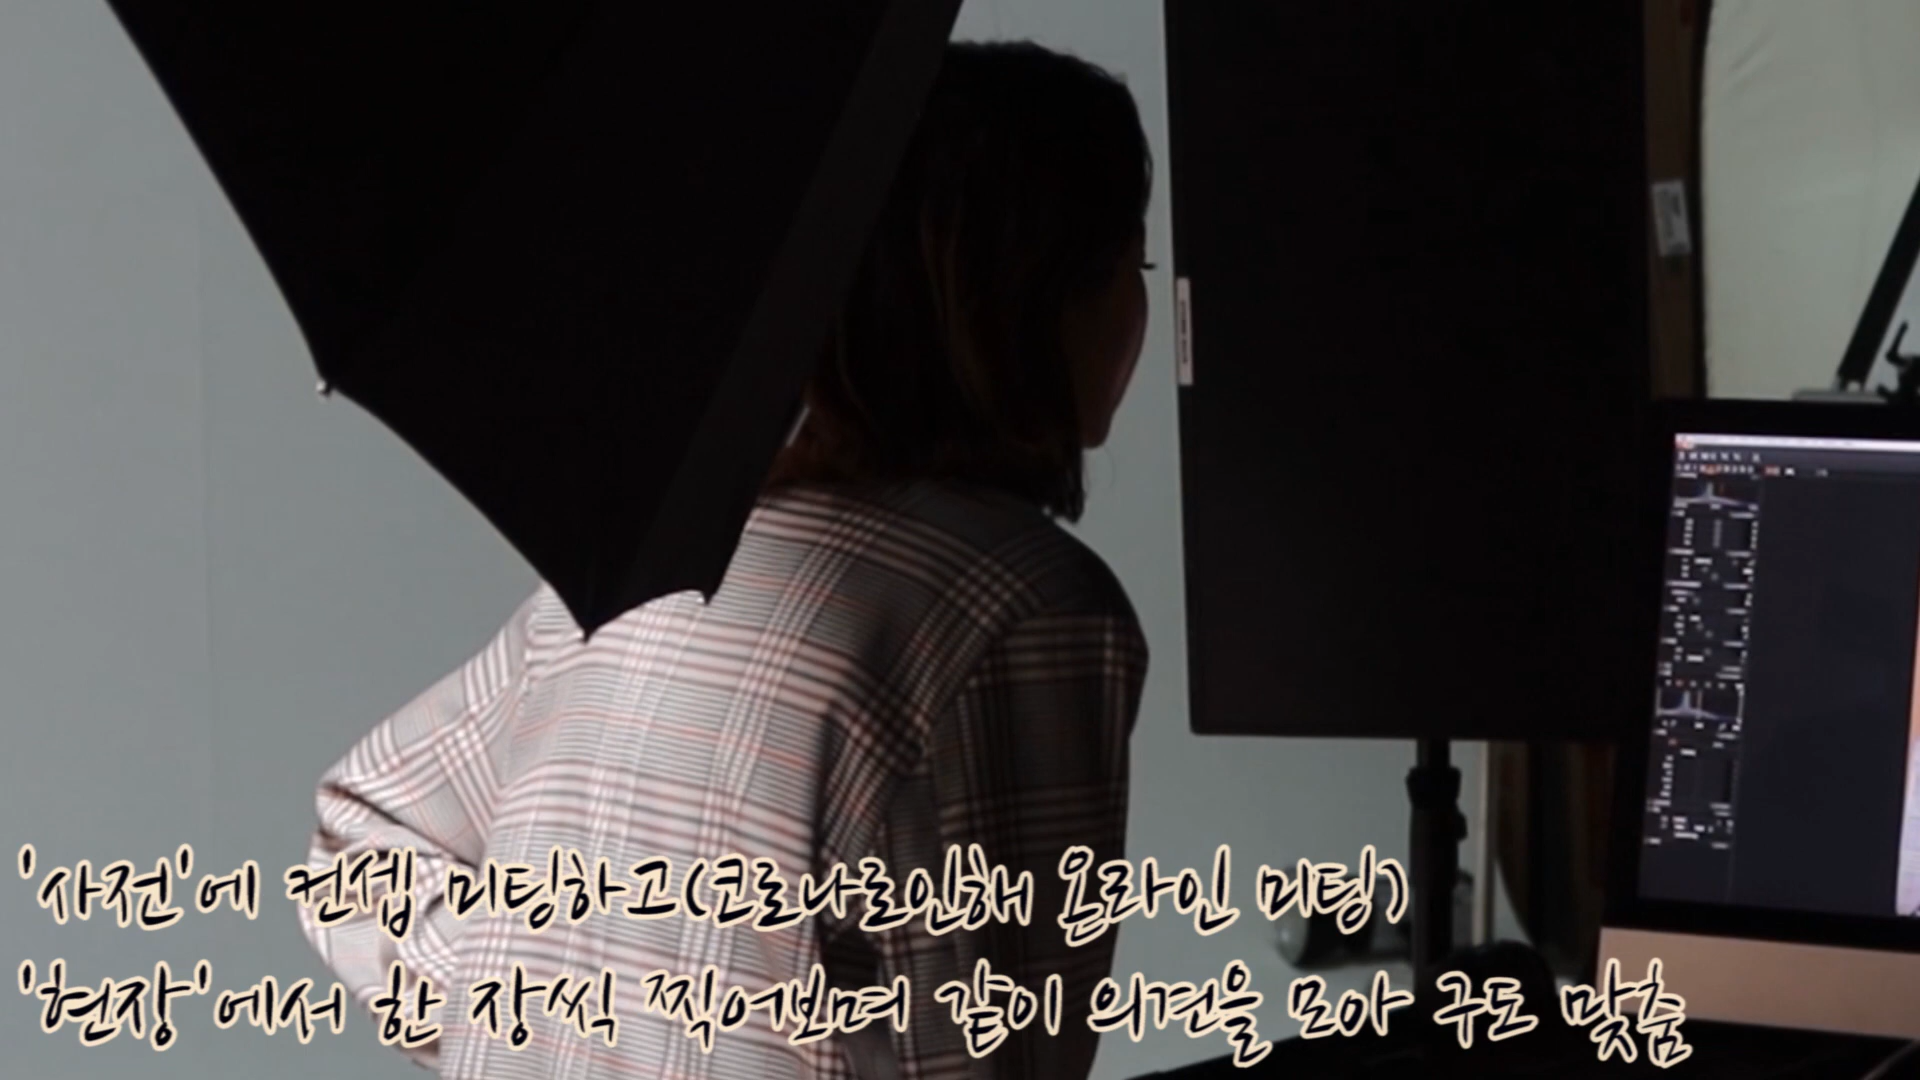 '사전'에 컨셉 미팅하고(코로나로인해 온라인 미팅)
'현장'에서 한 장씩 찍어보며 같이 의견을 모아 구도 맞춤